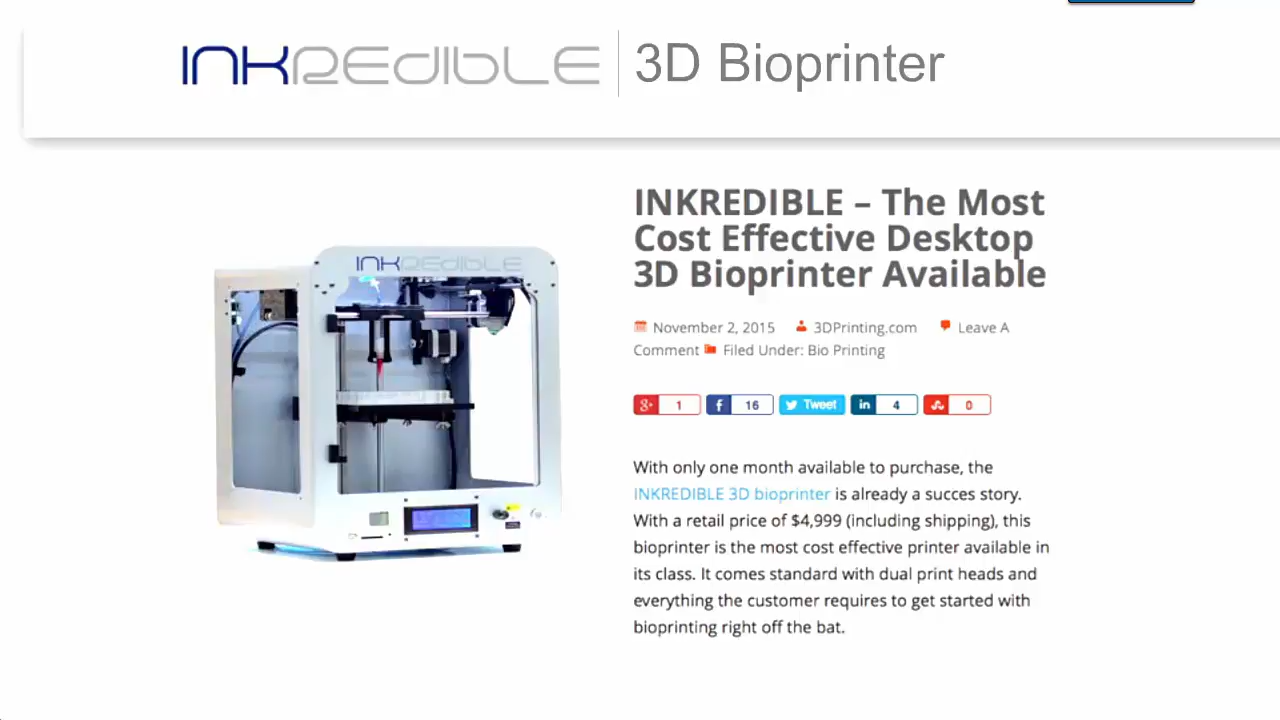 INKREDIBLE 3D Bioprinter
INKREDIBLE – The Most
Cost Effective Desktop
3D Bioprinter Available
November 2, 2015 3DPrinting.com Leave A
Comment Filed Under: Bio Printing
1 16 Tweet in 4 0
With only one month available to purchase, the
INKREDIBLE 3D bioprinter is already a succes story.
With a retail price of $4,999 (including shipping), this
bioprinter is the most cost effective printer available in
its class. It comes standard with dual print heads and
everything the customer requires to get started with
bioprinting right off the bat.
INKREDIBLE